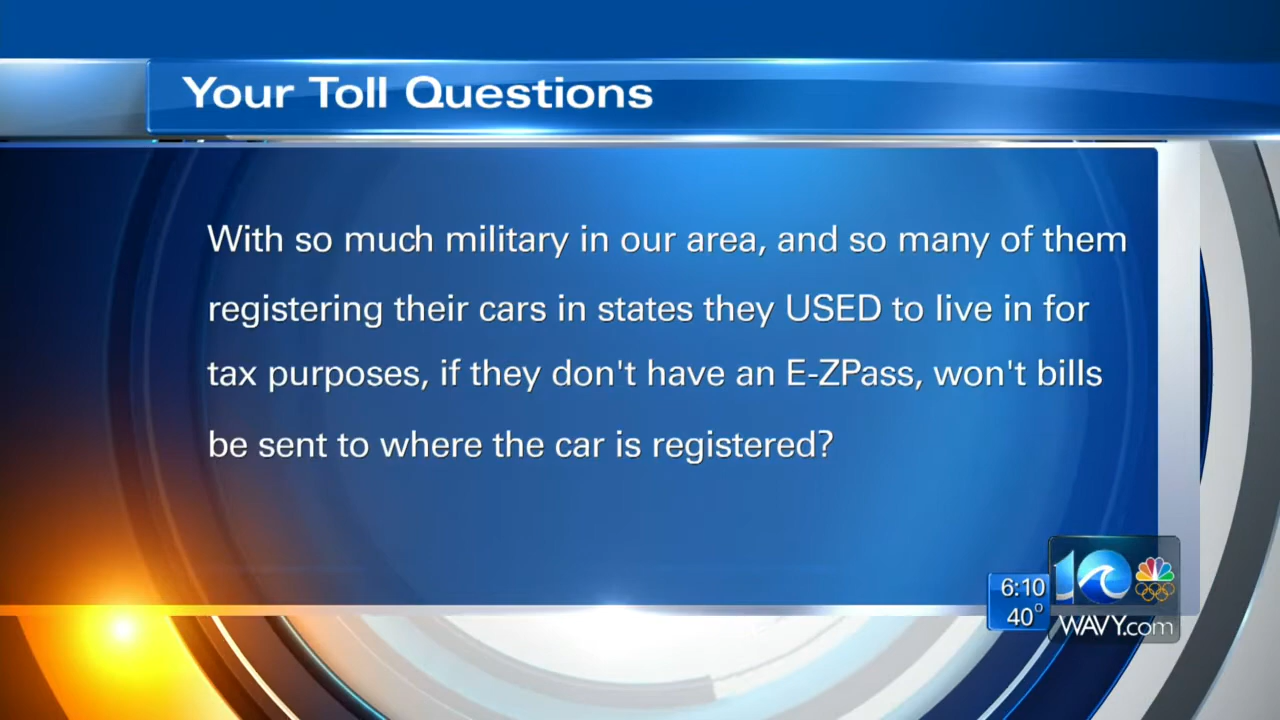 Your Toll Questions
With so much military in our area, and so many of them
registering their cars in states they USED to live in for
tax purposes, if they don't have an E-ZPass, won't bills
be sent to where the car is registered?
6:10
40°
10
WAVY.com